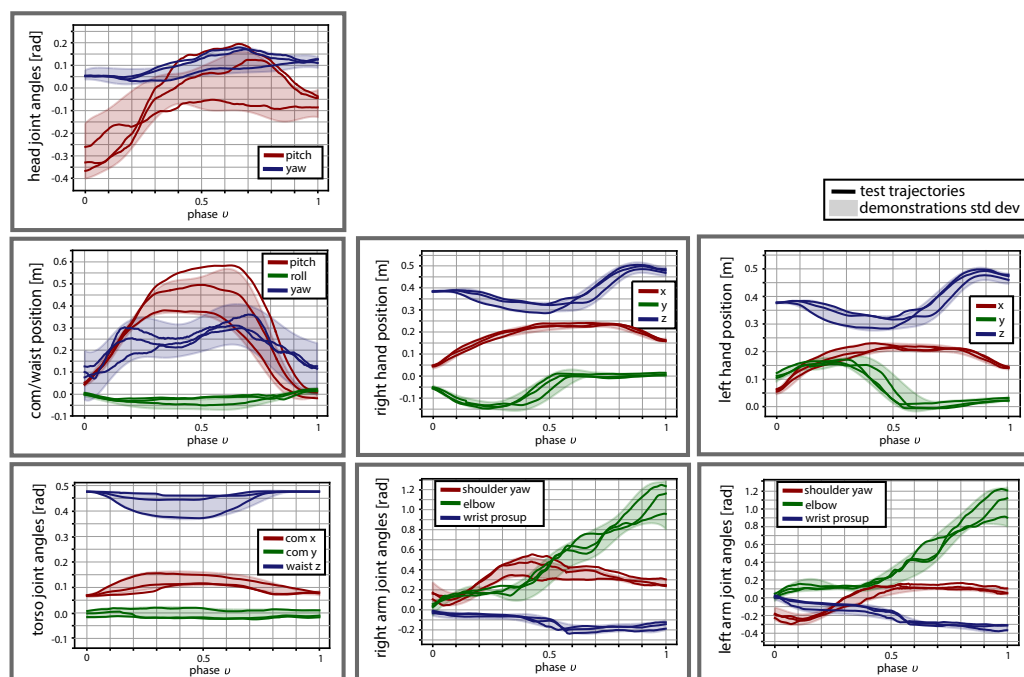 head joint angles [rad]
0.2
0.1
0.0
-0.1
-0.2
-0.3
-0.4
pitch
yaw
0
0.5
1
phase υ
test trajectories
demonstrations std dev
com/waist position [m]
0.6
0.5
0.4
0.3
0.2
0.1
0.0
-0.1
pitch
roll
yaw
0
0.5
1
phase υ
right hand position [m]
0.5
0.4
0.3
0.2
0.1
0.0
-0.1
x
y
z
0
0.5
1
phase υ
left hand position [m]
0.5
0.4
0.3
0.2
0.1
0.0
x
y
z
0
0.5
1
phase υ
torso joint angles [rad]
0.5
0.4
0.3
0.2
0.1
0.0
-0.1
com x
com y
waist z
0
0.5
1
phase υ
right arm joint angles [rad]
1.2
1.0
0.8
0.6
0.4
0.2
0.0
-0.2
shoulder yaw
elbow
wrist prosup
0
0.5
1
phase υ
left arm joint angles [rad]
1.2
1.0
0.8
0.6
0.4
0.2
0.0
-0.2
-0.4
shoulder yaw
elbow
wrist prosup
0
0.5
1
phase υ